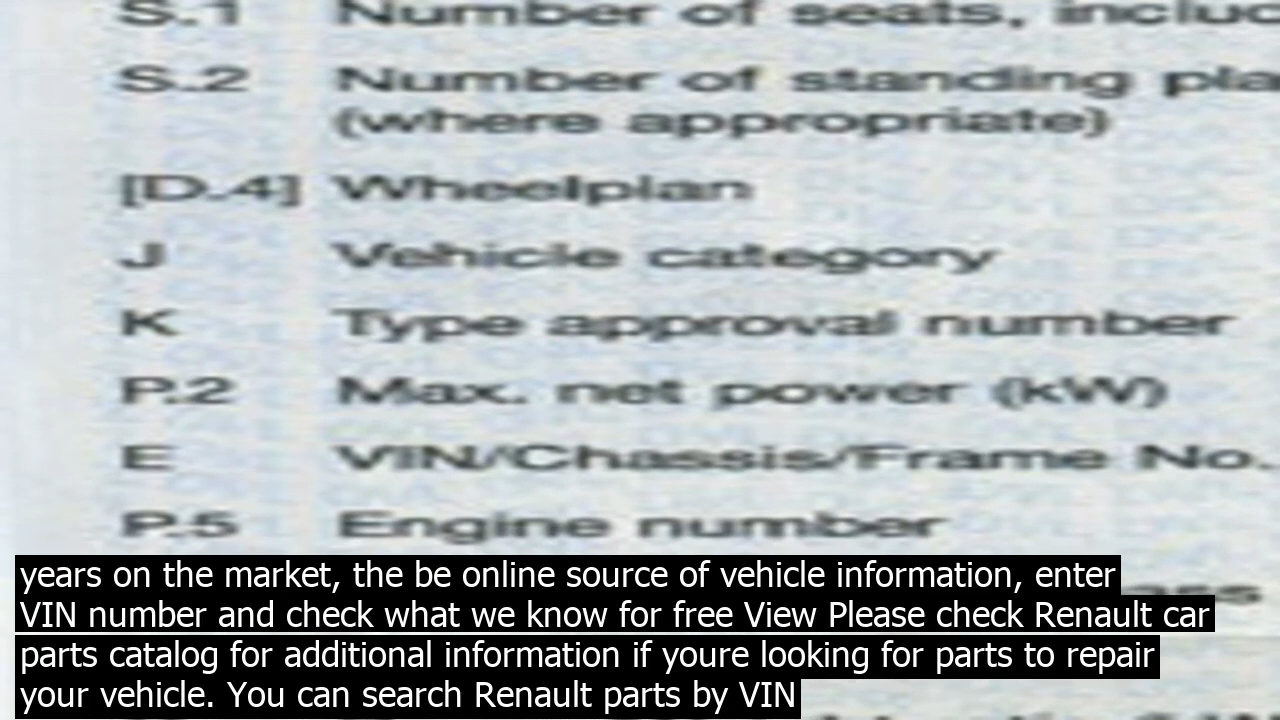 S.1 Number of seats, includ
S.2 Number of standing pla
(where appropriate)
[D.4] Wheelplan
J Vehicle category
K Type approval number
P.2 Max. net power (kW)
E VIN/Chassis/Frame No.
P.5 Engine number
years on the market, the be online source of vehicle information, enter
VIN number and check what we know for free View Please check Renault car
parts catalog for additional information if youre looking for parts to repair
your vehicle. You can search Renault parts by VIN